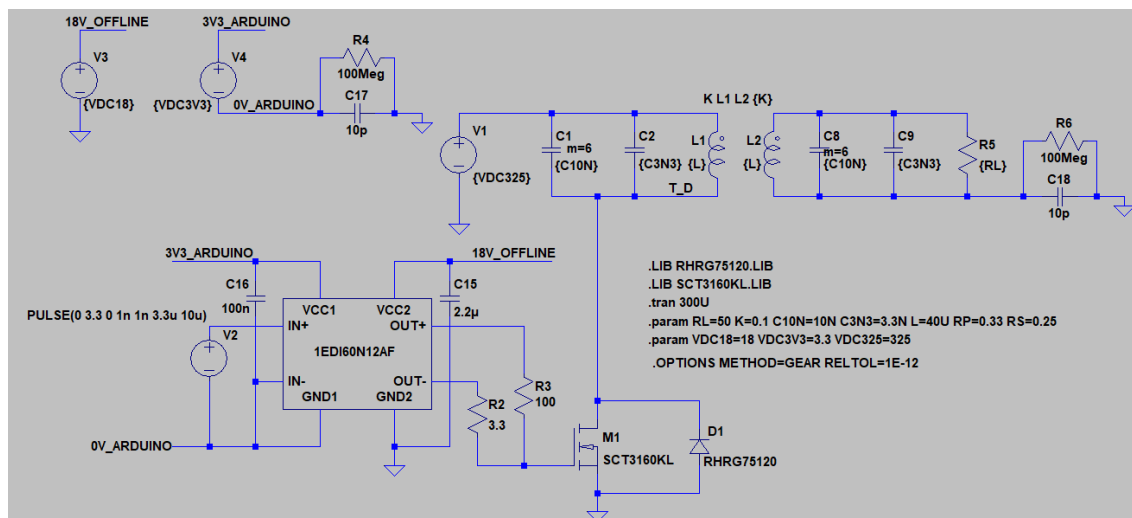 18V_OFFLINE
3V3_ARDUINO
V3
{VDC18}
V4
{VDC3V3}
0V_ARDUINO
R4
100Meg
C17
10p
K L1 L2 {K}
V1
{VDC325}
C1
m=6
{C10N}
C2
{C3N3}
L1
{L}
T_D
L2
{L}
C8
m=6
{C10N}
C9
{C3N3}
R5
{RL}
R6
100Meg
C18
10p
3V3_ARDUINO
18V_OFFLINE
C16
100n
C15
2.2µ
PULSE(0 3.3 0 1n 1n 3.3u 10u)
V2
VCC1
VCC2
IN+
OUT+
1EDI60N12AF
IN-
OUT-
GND1
GND2
R3
100
R2
3.3
0V_ARDUINO
.LIB RHRG75120.LIB
.LIB SCT3160KL.LIB
.tran 300U
.param RL=50 K=0.1 C10N=10N C3N3=3.3N L=40U RP=0.33 RS=0.25
.param VDC18=18 VDC3V3=3.3 VDC325=325
.OPTIONS METHOD=GEAR RELTOL=1E-12
M1
SCT3160KL
D1
RHRG75120